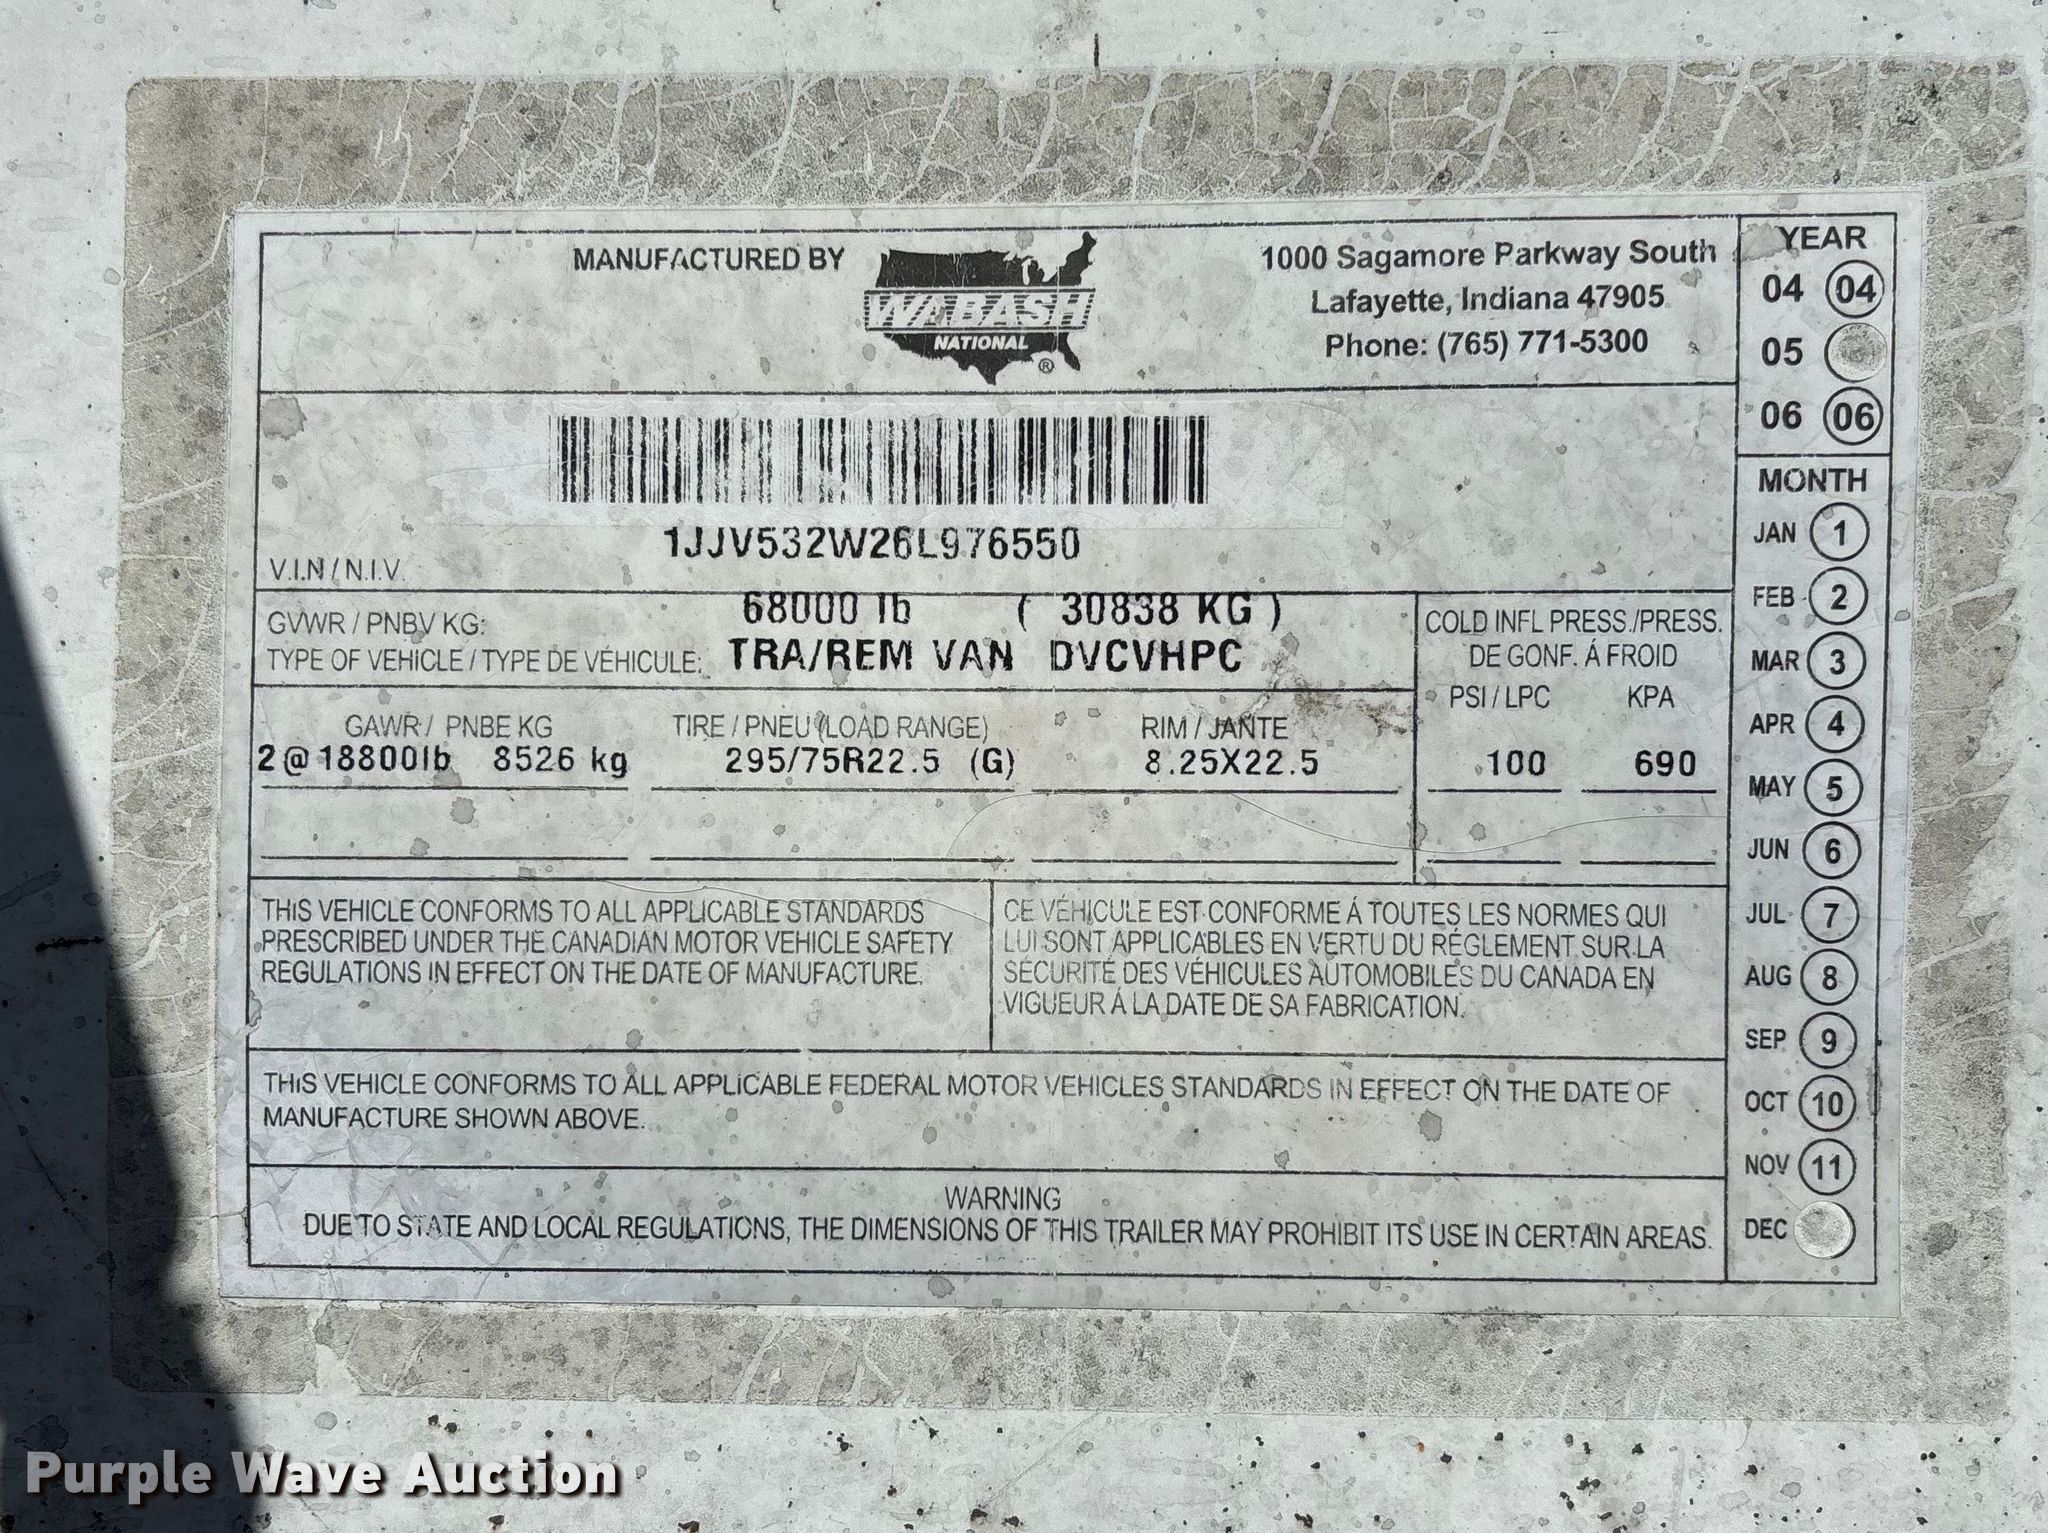 MANUFACTURED BY
WABASH
NATIONAL
®
1000 Sagamore Parkway South
Lafayette, Indiana 47905
Phone: (765) 771-5300
YEAR
04 04
05
06 06
1JJV532W26L976550
V.I.N / N.I.V.
GVWR / PNBV KG: 68000 lb ( 30838 KG )
TYPE OF VEHICLE / TYPE DE VÉHICULE: TRA/REM VAN DVCVHPC
COLD INFL PRESS./PRESS.
DE GONF. Á FROID
PSI / LPC KPA
GAWR / PNBE KG TIRE / PNEU (LOAD RANGE) RIM / JANTE
2@18800lb 8526 kg 295/75R22.5 (G) 8.25X22.5 100 690
THIS VEHICLE CONFORMS TO ALL APPLICABLE STANDARDS
PRESCRIBED UNDER THE CANADIAN MOTOR VEHICLE SAFETY
REGULATIONS IN EFFECT ON THE DATE OF MANUFACTURE.
CE VÉHICULE EST CONFORME Á TOUTES LES NORMES QUI
LUI SONT APPLICABLES EN VERTU DU RÉGLEMENT SUR LA
SÉCURITÉ DES VÉHICULES AUTOMOBILES DU CANADA EN
VIGUEUR Á LA DATE DE SA FABRICATION.
THIS VEHICLE CONFORMS TO ALL APPLICABLE FEDERAL MOTOR VEHICLES STANDARDS IN EFFECT ON THE DATE OF
MANUFACTURE SHOWN ABOVE.
WARNING
DUE TO STATE AND LOCAL REGULATIONS, THE DIMENSIONS OF THIS TRAILER MAY PROHIBIT ITS USE IN CERTAIN AREAS.
MONTH
JAN 1
FEB 2
MAR 3
APR 4
MAY 5
JUN 6
JUL 7
AUG 8
SEP 9
OCT 10
NOV 11
DEC
Purple Wave Auction